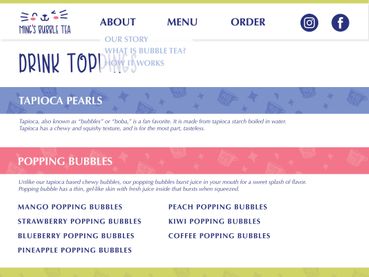 MING'S BUBBLE TEA
ABOUT
MENU
ORDER
OUR STORY
WHAT IS BUBBLE TEA?
HOW IT WORKS
DRINK TOPPINGS
TAPIOCA PEARLS
Tapioca, also known as "bubbles" or "boba," is a fan favorite. It is made from tapioca starch boiled in water.
Tapioca has a chewy and squishy texture, and is for the most part, tasteless.
POPPING BUBBLES
Unlike our tapioca based chewy bubbles, our popping bubbles burst juice in your mouth for a sweet splash of flavor.
Popping bubble has a thin, gel-like skin with fresh juice inside that bursts when squeezed.
MANGO POPPING BUBBLES
STRAWBERRY POPPING BUBBLES
BLUEBERRY POPPING BUBBLES
PINEAPPLE POPPING BUBBLES
PEACH POPPING BUBBLES
KIWI POPPING BUBBLES
COFFEE POPPING BUBBLES